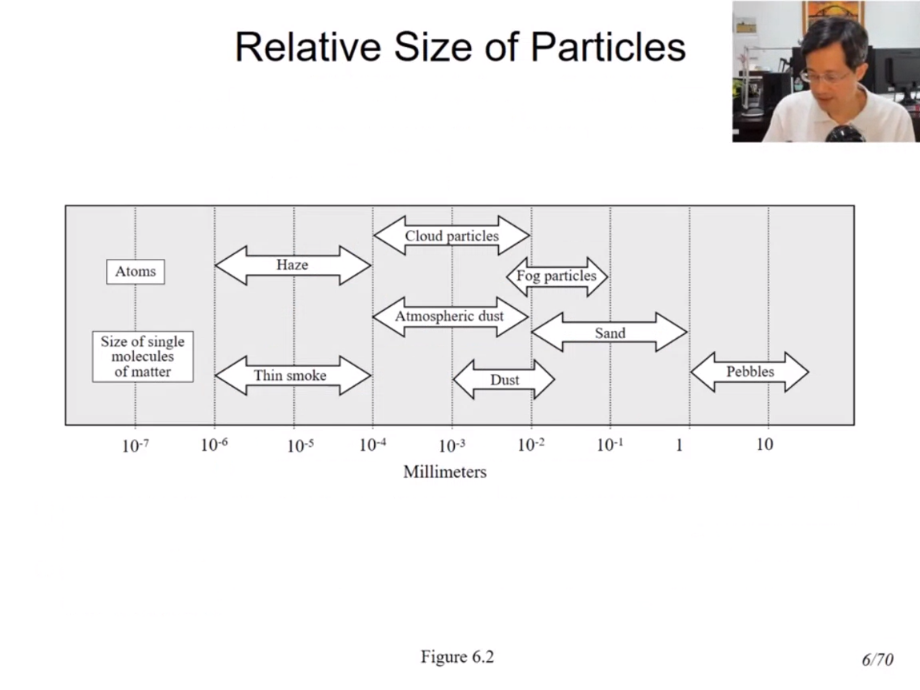 Relative Size of Particles
Cloud particles
Haze
Atoms
Fog particles
Atmospheric dust
Sand
Size of single
molecules
of matter
Thin smoke
Dust
Pebbles
10-7 10-6 10-5 10-4 10-3 10-2 10-1 1 10
Millimeters
Figure 6.2
6/70